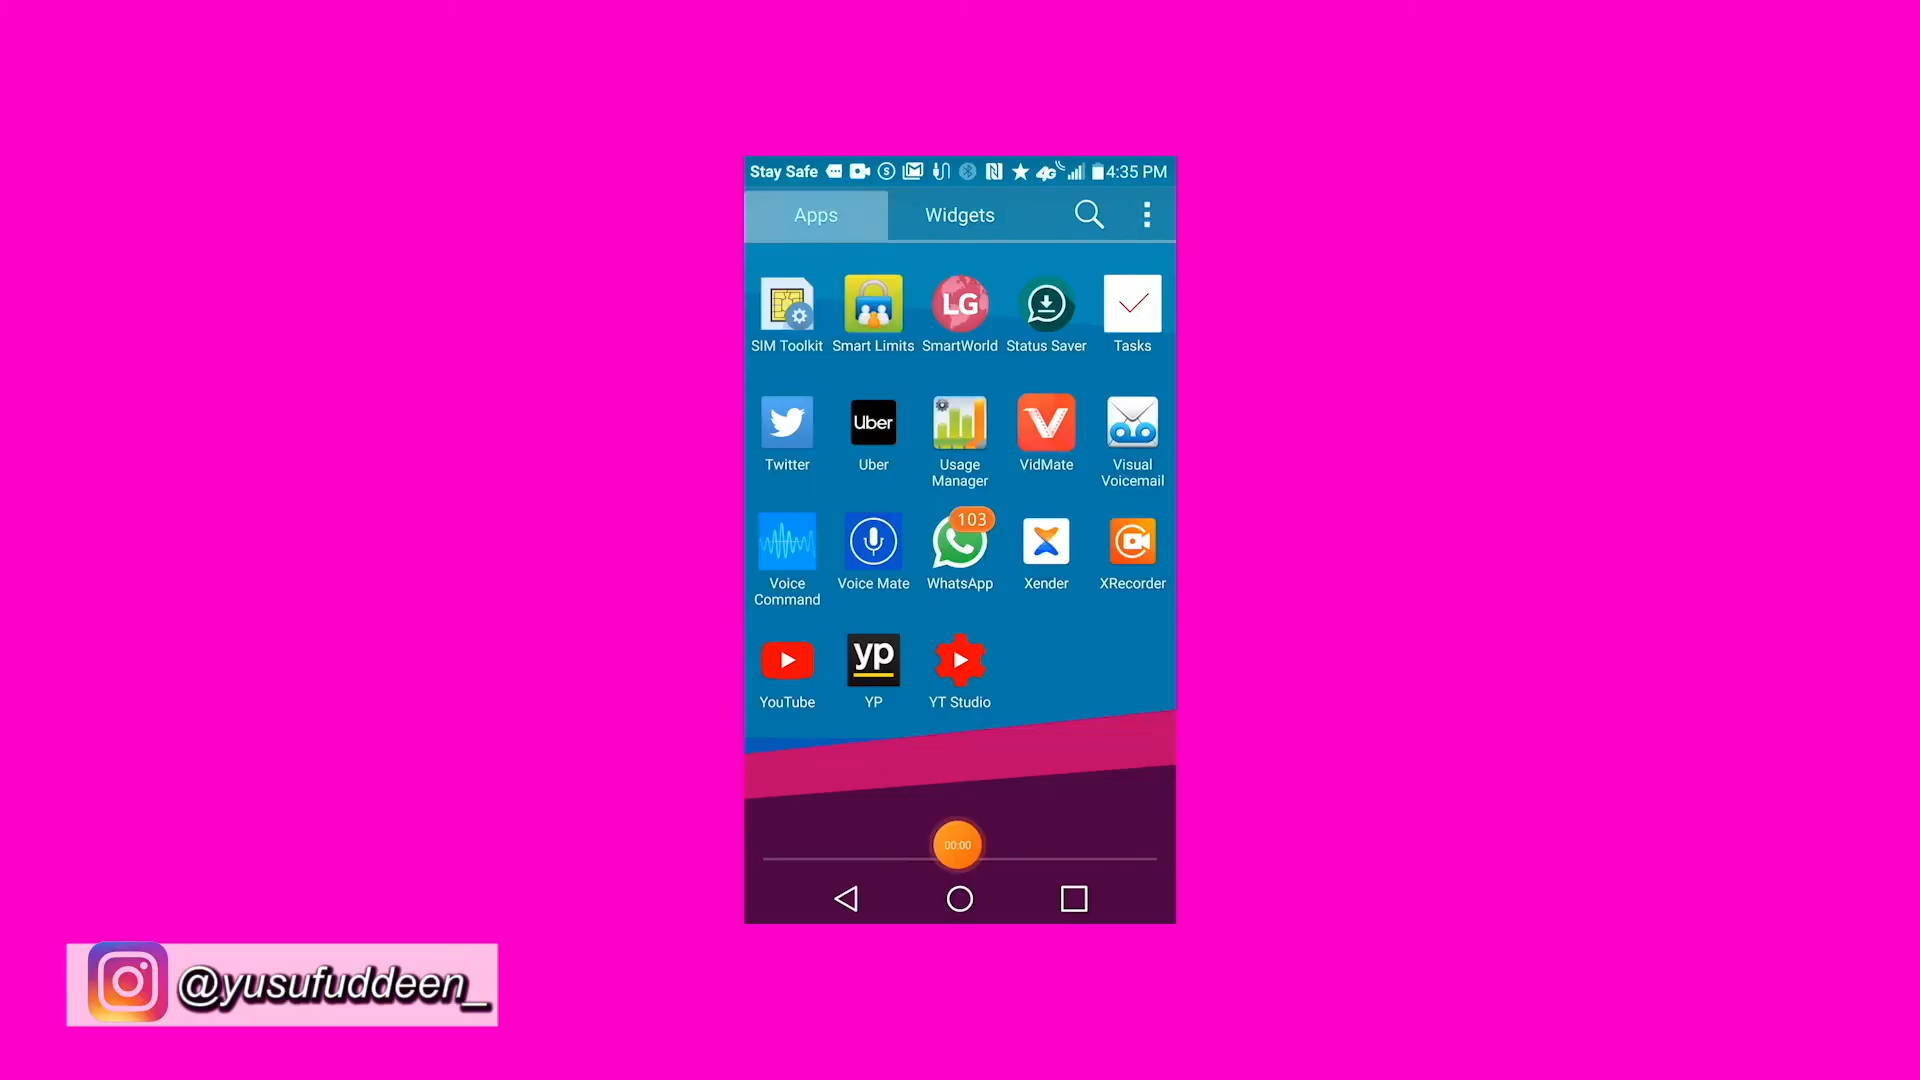 Stay Safe 4G 4:35 PM
Apps Widgets
LG
SIM Toolkit Smart Limits SmartWorld Status Saver Tasks
Uber
Twitter Uber Usage Manager VidMate Visual Voicemail
103
Voice Command Voice Mate WhatsApp Xender XRecorder
yp
YouTube YP YT Studio
00:00
@yusufuddeen_